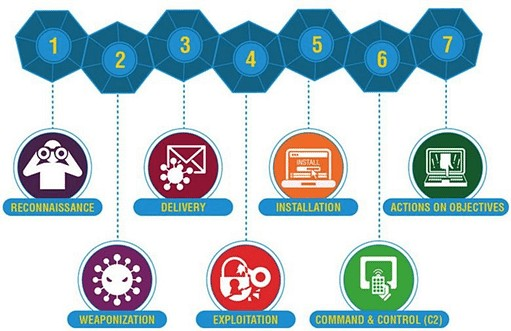 1
2
3
4
5
6
7
RECONNAISSANCE
DELIVERY
INSTALL
INSTALLATION
ACTIONS ON OBJECTIVES
WEAPONIZATION
EXPLOITATION
COMMAND & CONTROL (C2)